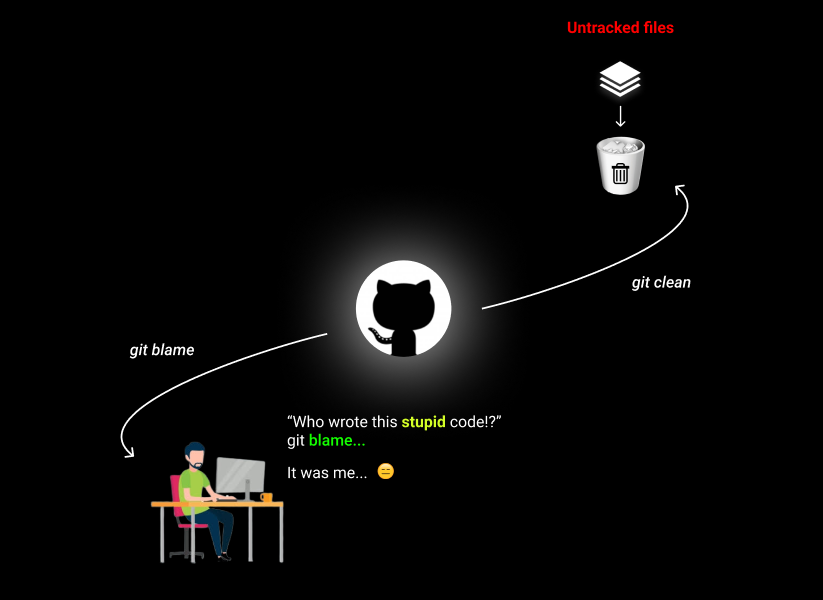 Untracked files
git clean
git blame
“Who wrote this stupid code!?”
git blame...
It was me... 😑